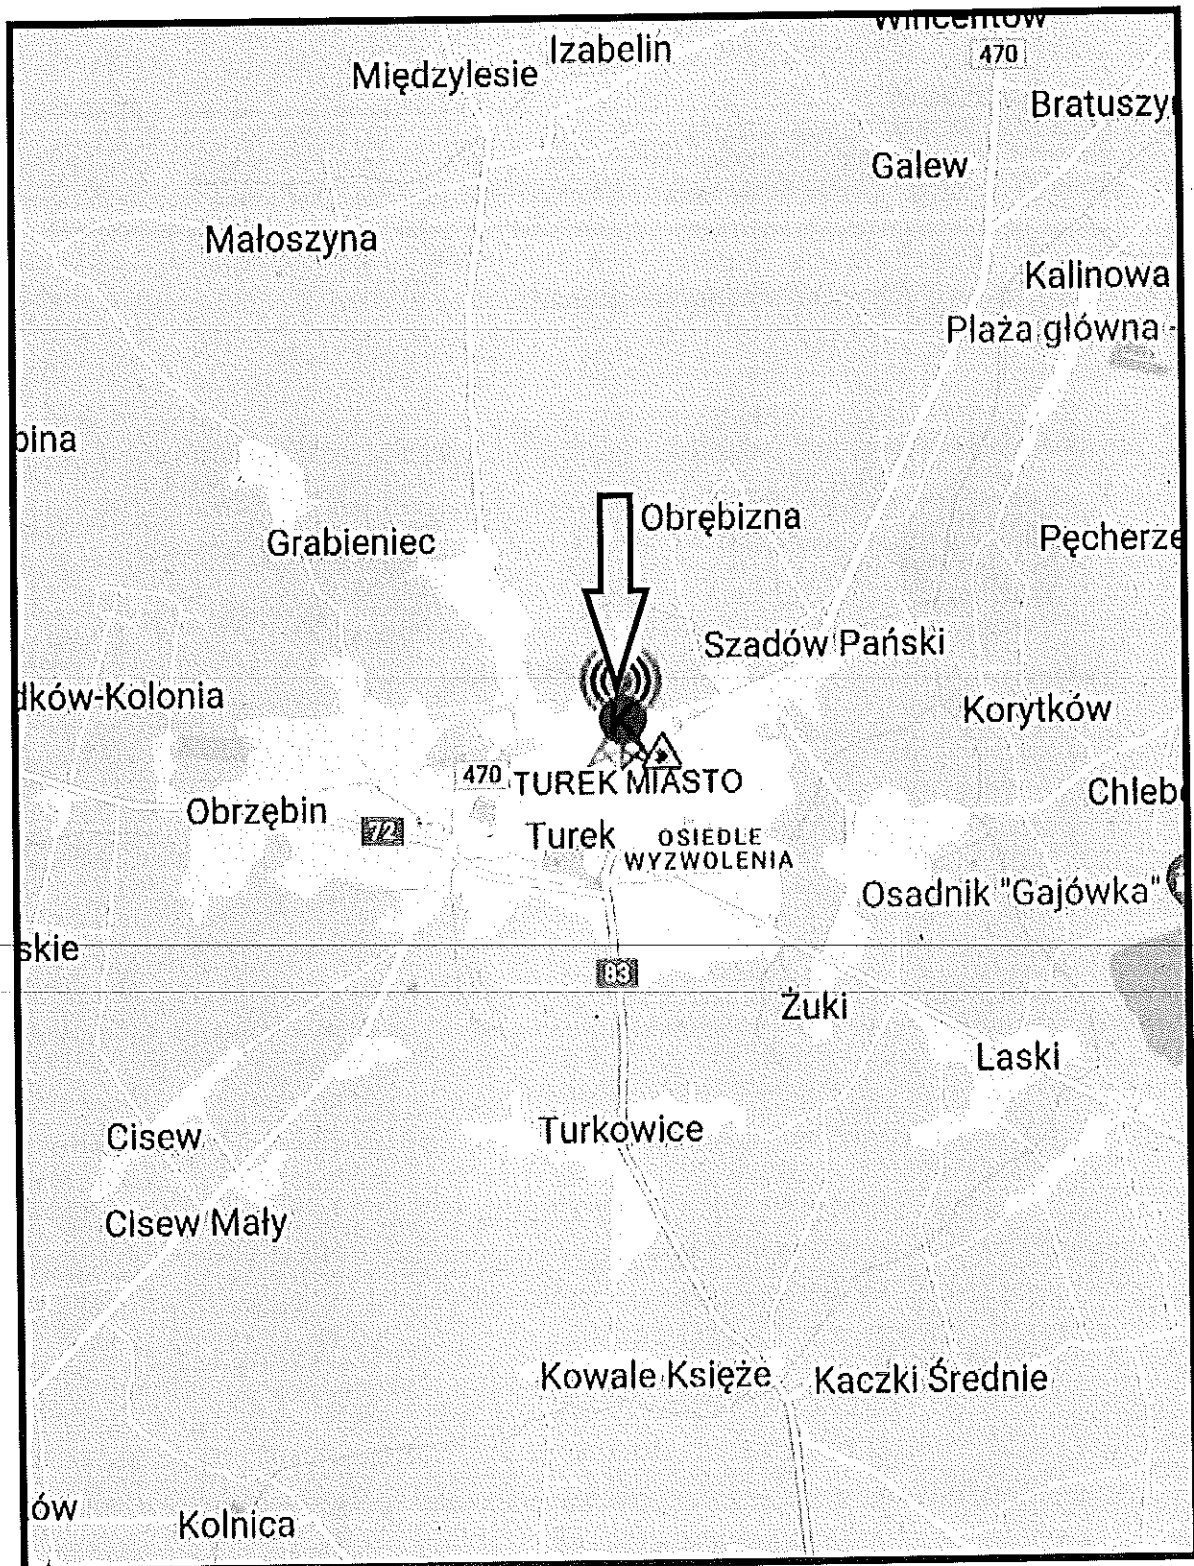 Wincentów
Izabelin
470
Międzylesie
Bratuszy
Galew
Małoszyna
Kalinowa
Plaża główna -
bina
Obrębizna
Grabieniec
Pęcherze
Szadów Pański
dków-Kolonia
Korytków
K
470
TUREK MIASTO
Chleb
Obrzębin
72
Turek
OSIEDLE
WYZWOLENIA
Osadnik "Gajówka"
skie
83
Żuki
Laski
Turkowice
Cisew
Cisew Mały
Kowale Księże
Kaczki Średnie
ów
Kolnica